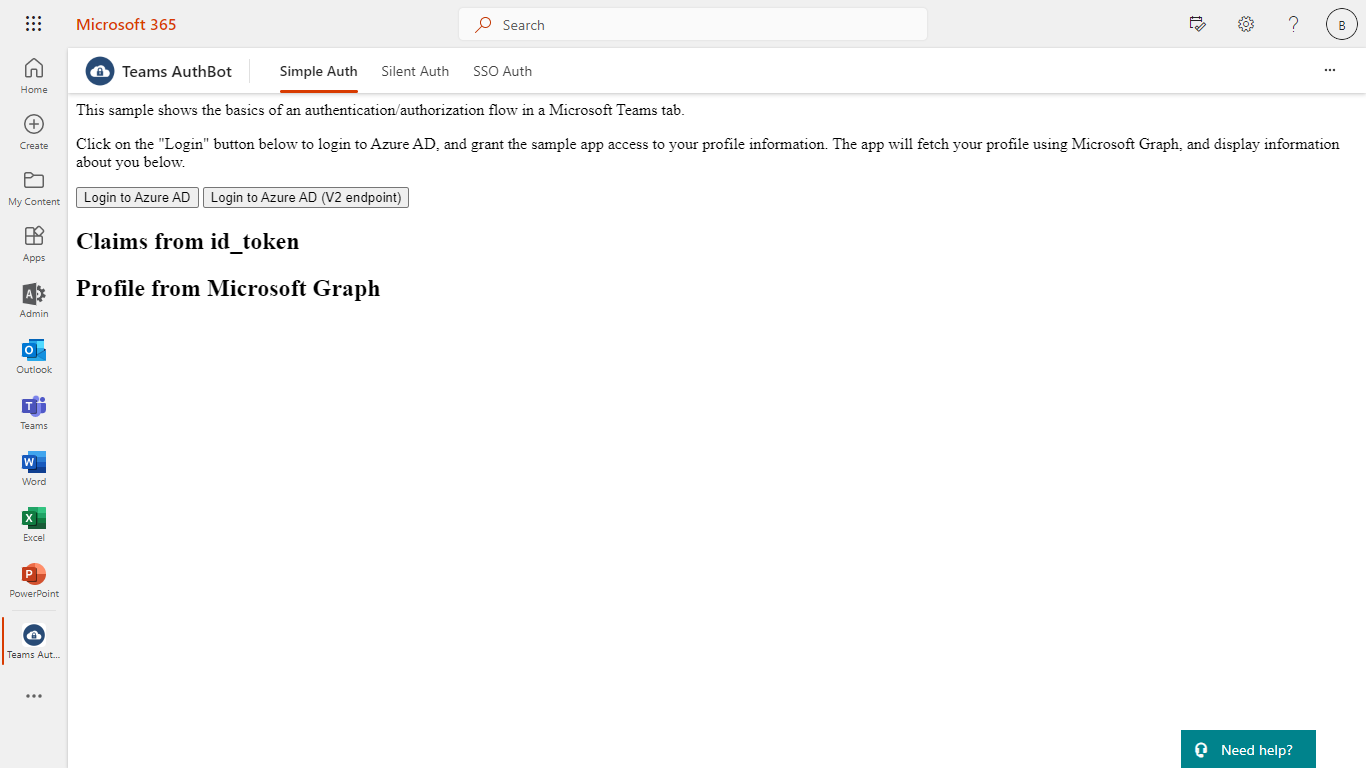 Microsoft 365
Search
?
B
Home
Create
My Content
Apps
Admin
Outlook
Teams
Word
Excel
PowerPoint
Teams Aut...
Teams AuthBot
Simple Auth
Silent Auth
SSO Auth
This sample shows the basics of an authentication/authorization flow in a Microsoft Teams tab.
Click on the "Login" button below to login to Azure AD, and grant the sample app access to your profile information. The app will fetch your profile using Microsoft Graph, and display information
about you below.
Login to Azure AD
Login to Azure AD (V2 endpoint)
Claims from id_token
Profile from Microsoft Graph
Need help?